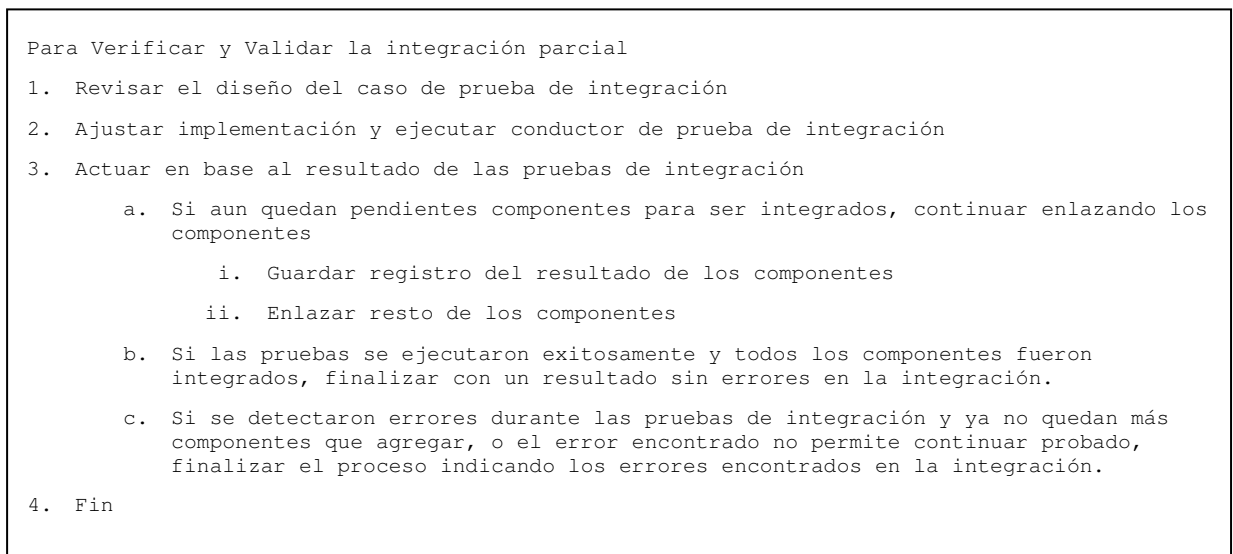 Para Verificar y Validar la integración parcial
1. Revisar el diseño del caso de prueba de integración
2. Ajustar implementación y ejecutar conductor de prueba de integración
3. Actuar en base al resultado de las pruebas de integración
a. Si aun quedan pendientes componentes para ser integrados, continuar enlazando los
componentes
i. Guardar registro del resultado de los componentes
ii. Enlazar resto de los componentes
b. Si las pruebas se ejecutaron exitosamente y todos los componentes fueron
integrados, finalizar con un resultado sin errores en la integración.
c. Si se detectaron errores durante las pruebas de integración y ya no quedan más
componentes que agregar, o el error encontrado no permite continuar probado,
finalizar el proceso indicando los errores encontrados en la integración.
4. Fin